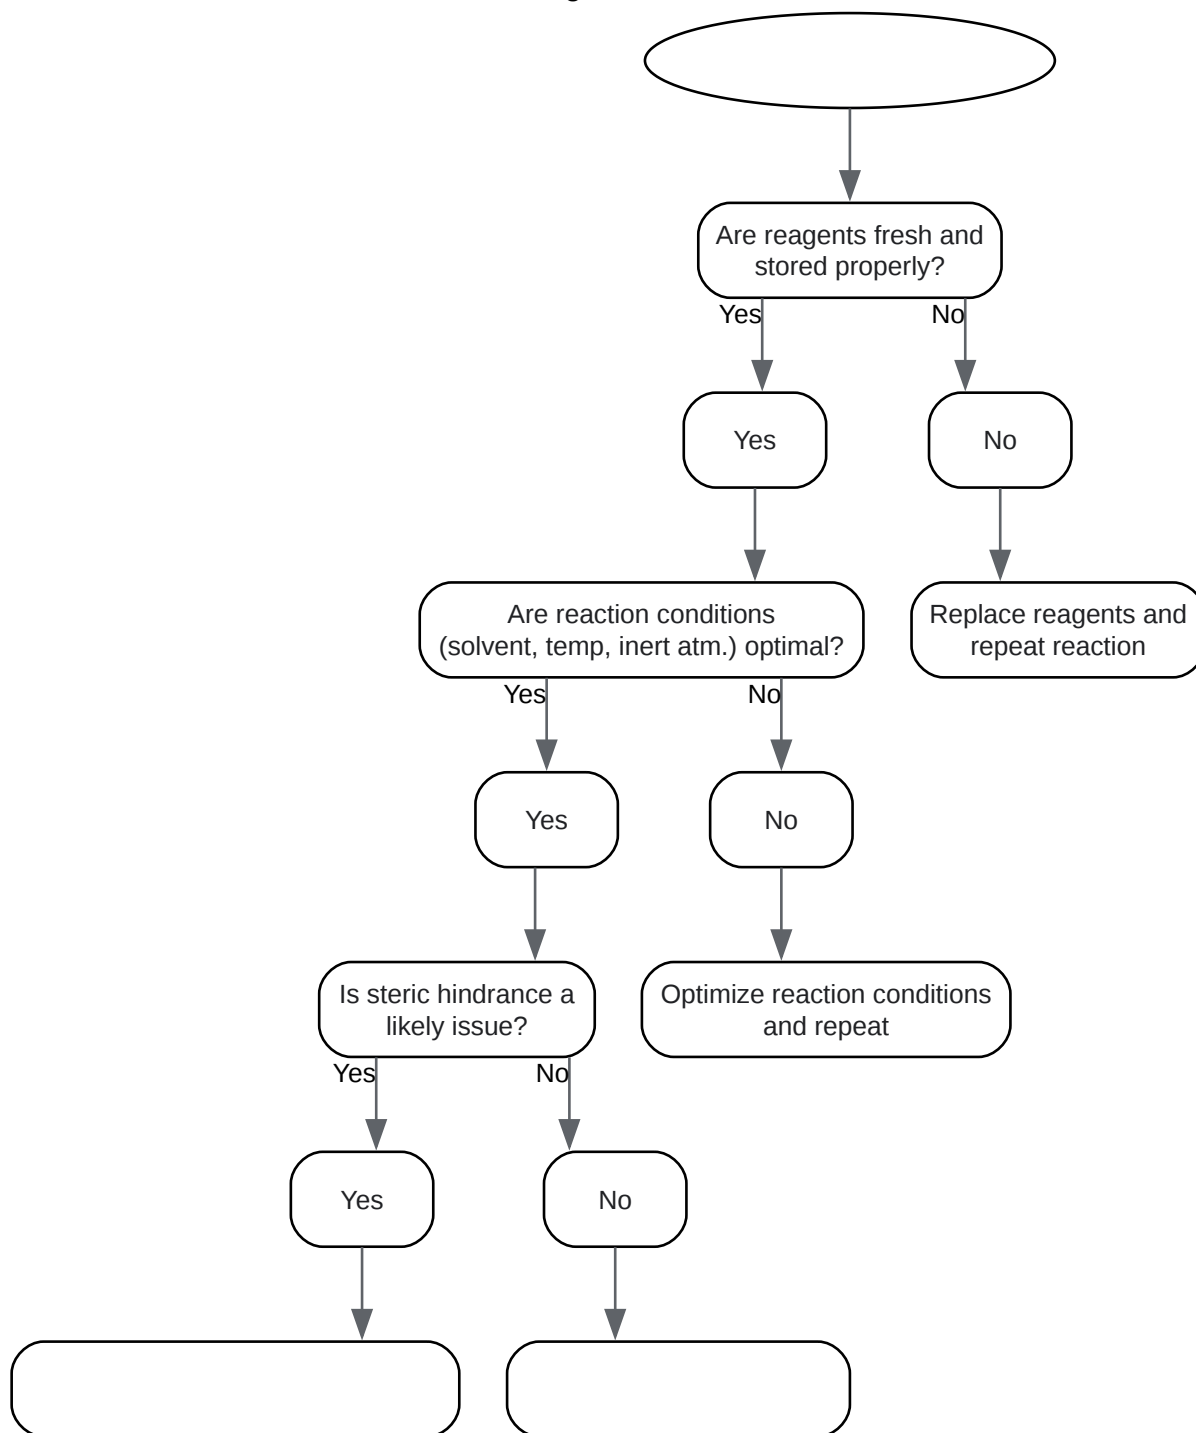 Are reagents fresh and
stored properly?
Yes
No
Yes
No
Are reaction conditions
(solvent, temp, inert atm.) optimal?
Replace reagents and
repeat reaction
Yes
No
Yes
No
Is steric hindrance a
likely issue?
Optimize reaction conditions
and repeat
Yes
No
Yes
No